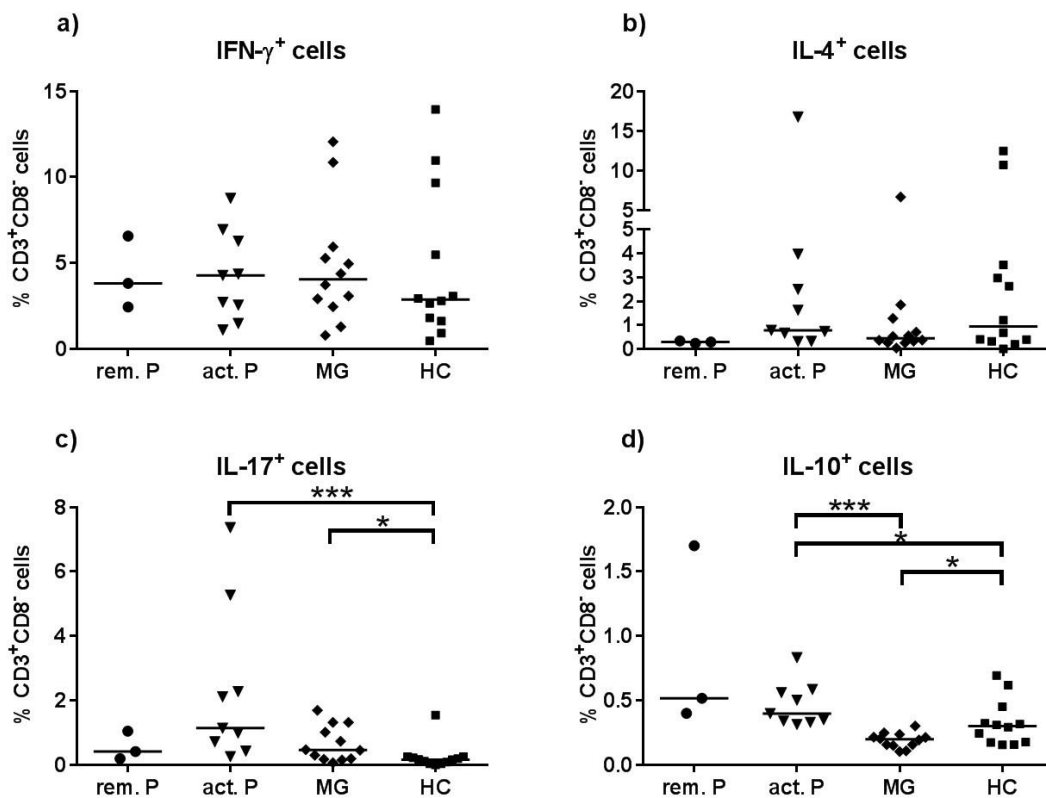 a)
IFN-γ⁺ cells
% CD3⁺CD8⁻ cells
15
10
5
0
rem. P act. P MG HC
b)
IL-4⁺ cells
% CD3⁺CD8⁻ cells
20
15
10
5
5
4
3
2
1
0
rem. P act. P MG HC
c)
IL-17⁺ cells
% CD3⁺CD8⁻ cells
8
6
4
2
0
***
*
rem. P act. P MG HC
d)
IL-10⁺ cells
% CD3⁺CD8⁻ cells
2.0
1.5
1.0
0.5
0.0
***
*
*
rem. P act. P MG HC